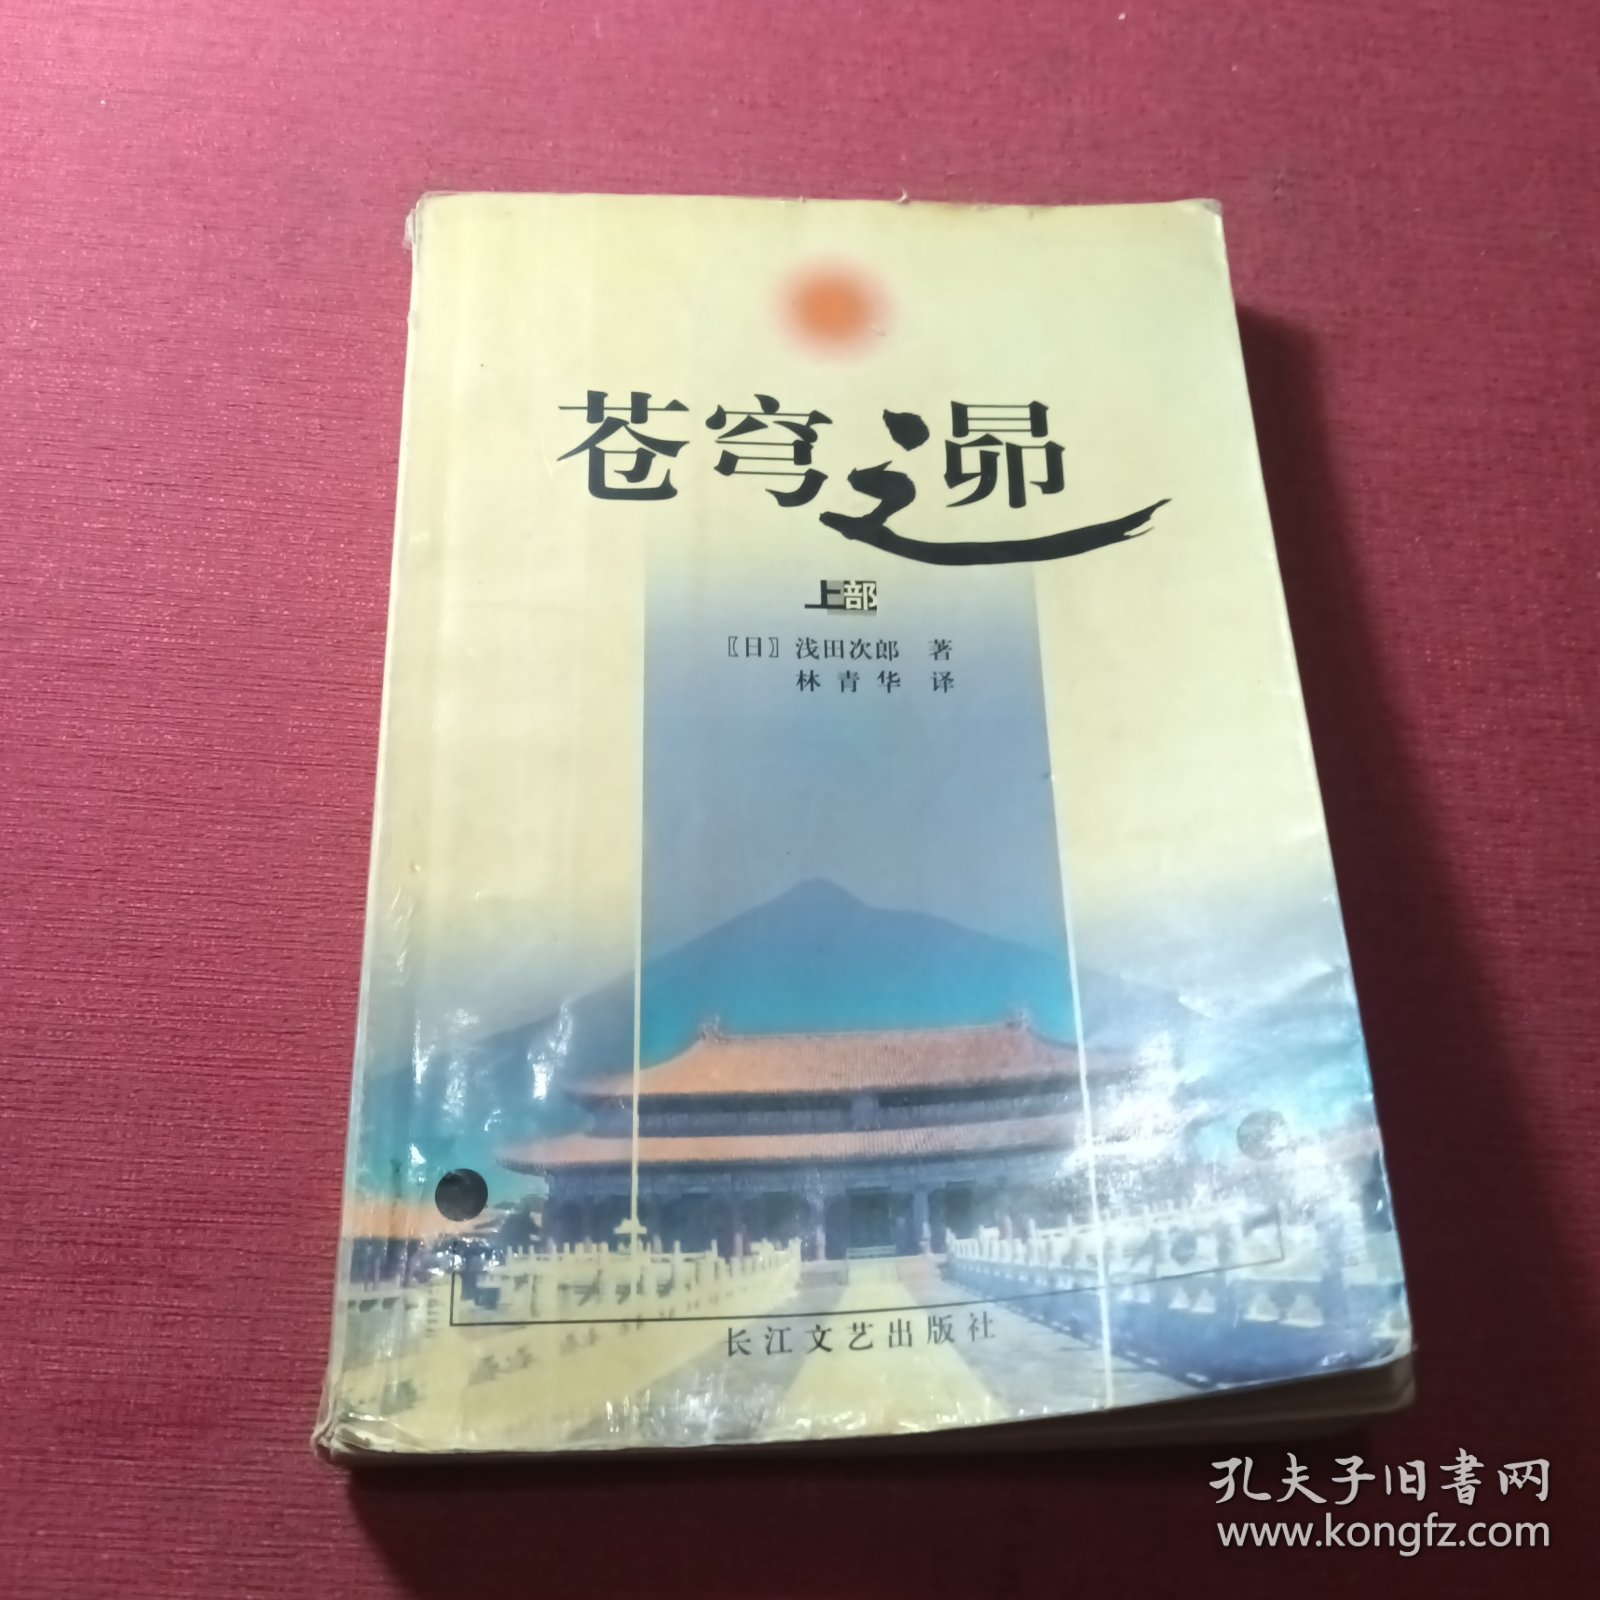 苍穹之昴
上部
〖日〗浅田次郎 著
林青华 译
长江文艺出版社
孔夫子旧书网
www.kongfz.com